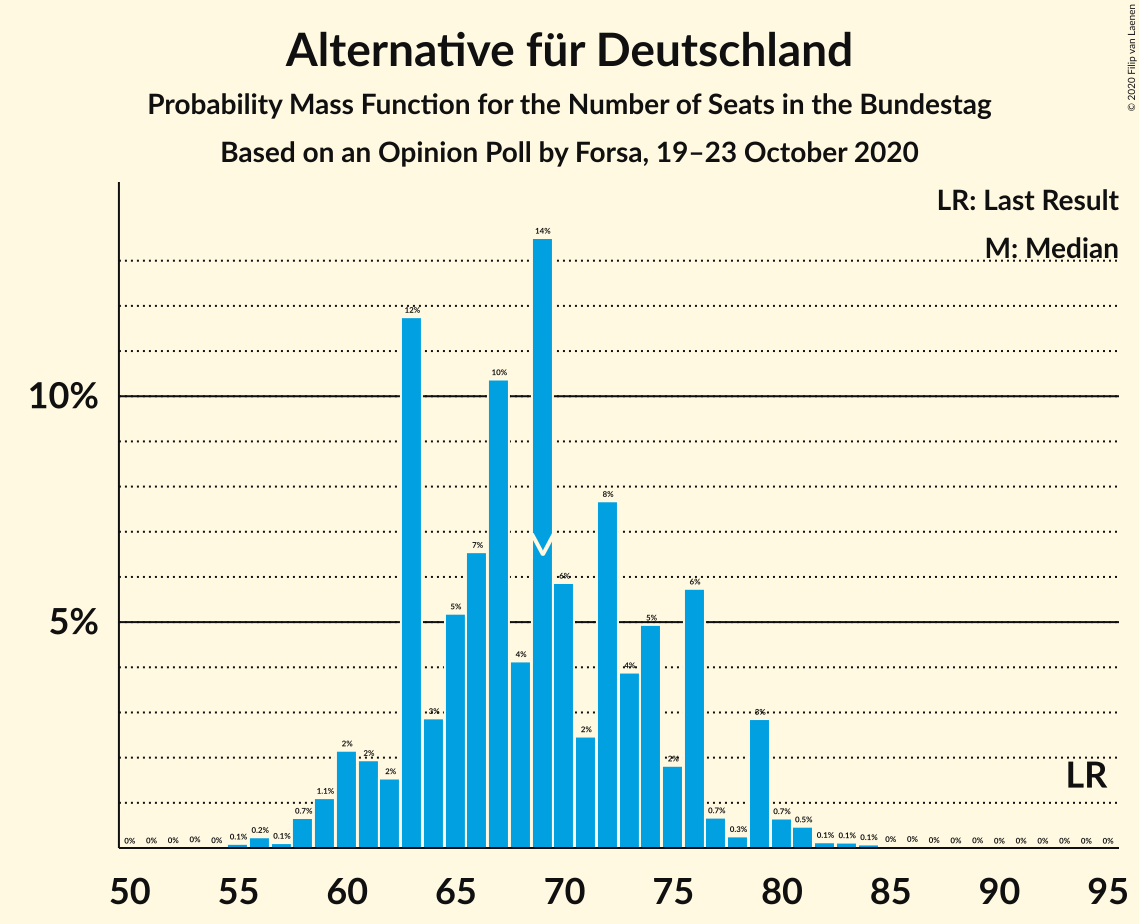 Alternative für Deutschland
Probability Mass Function for the Number of Seats in the Bundestag
Based on an Opinion Poll by Forsa, 19–23 October 2020
© 2020 Filip van Laenen
LR: Last Result
M: Median
10%
5%
0% 0% 0% 0% 0% 0.1% 0.2% 0.1% 0.7% 1.1% 2% 2% 2% 12% 3% 5% 7% 10% 4% 14% 6% 2% 8% 4% 5% 2% 6% 0.7% 0.3% 3% 0.7% 0.5% 0.1% 0.1% 0.1% 0% 0% 0% 0% 0% 0% 0% 0% 0% 0% 0%
LR
50 55 60 65 70 75 80 85 90 95